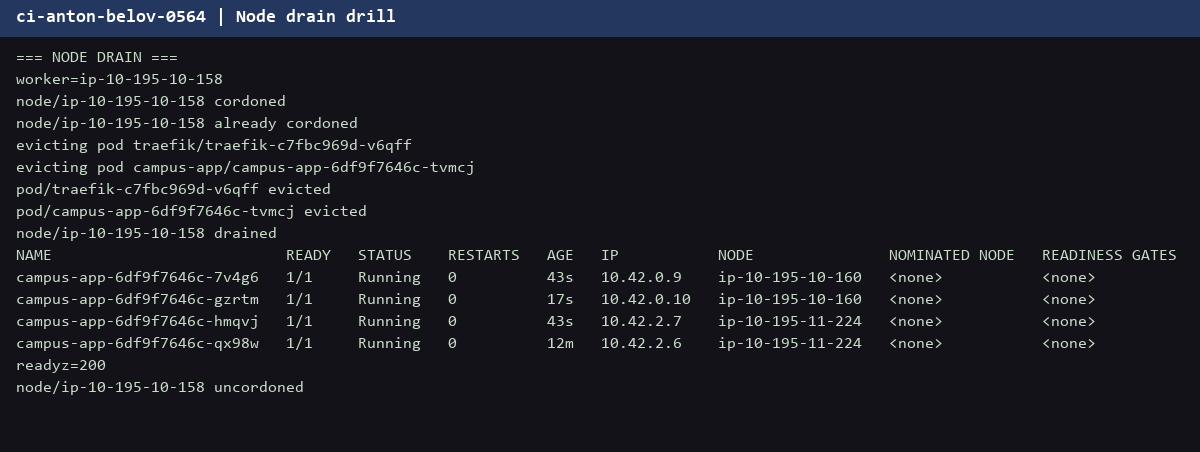 ci-anton-belov-0564 | Node drain drill
=== NODE DRAIN ===
worker=ip-10-195-10-158
node/ip-10-195-10-158 cordoned
node/ip-10-195-10-158 already cordoned
evicting pod traefik/traefik-c7fbc969d-v6qff
evicting pod campus-app/campus-app-6df9f7646c-tvmcj
pod/traefik-c7fbc969d-v6qff evicted
pod/campus-app-6df9f7646c-tvmcj evicted
node/ip-10-195-10-158 drained
NAME READY STATUS RESTARTS AGE IP NODE NOMINATED NODE READINESS GATES
campus-app-6df9f7646c-7v4g6 1/1 Running 0 43s 10.42.0.9 ip-10-195-10-160 <none> <none>
campus-app-6df9f7646c-gzrtm 1/1 Running 0 17s 10.42.0.10 ip-10-195-10-160 <none> <none>
campus-app-6df9f7646c-hmqvj 1/1 Running 0 43s 10.42.2.7 ip-10-195-11-224 <none> <none>
campus-app-6df9f7646c-qx98w 1/1 Running 0 12m 10.42.2.6 ip-10-195-11-224 <none> <none>
readyz=200
node/ip-10-195-10-158 uncordoned